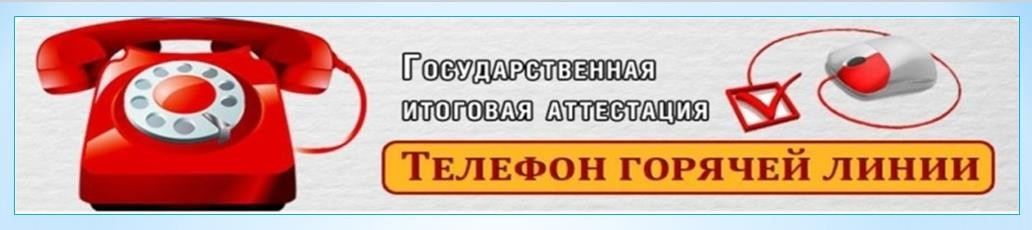 Государственная
итоговая аттестация
Телефон горячей линии